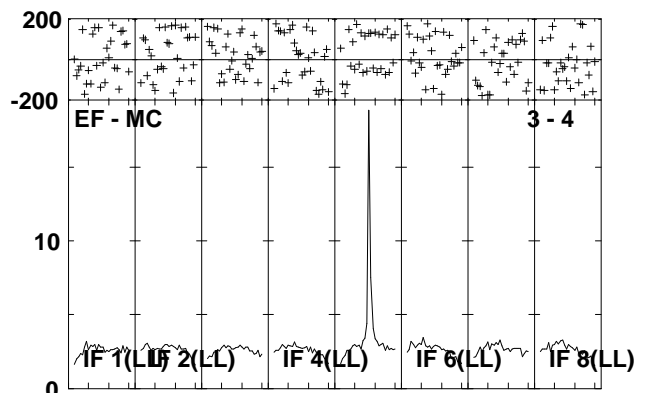 200
-200
EF - MC 3 - 4
10
IF 1(LL) IF 2(LL) IF 4(LL) IF 6(LL) IF 8(LL)
0